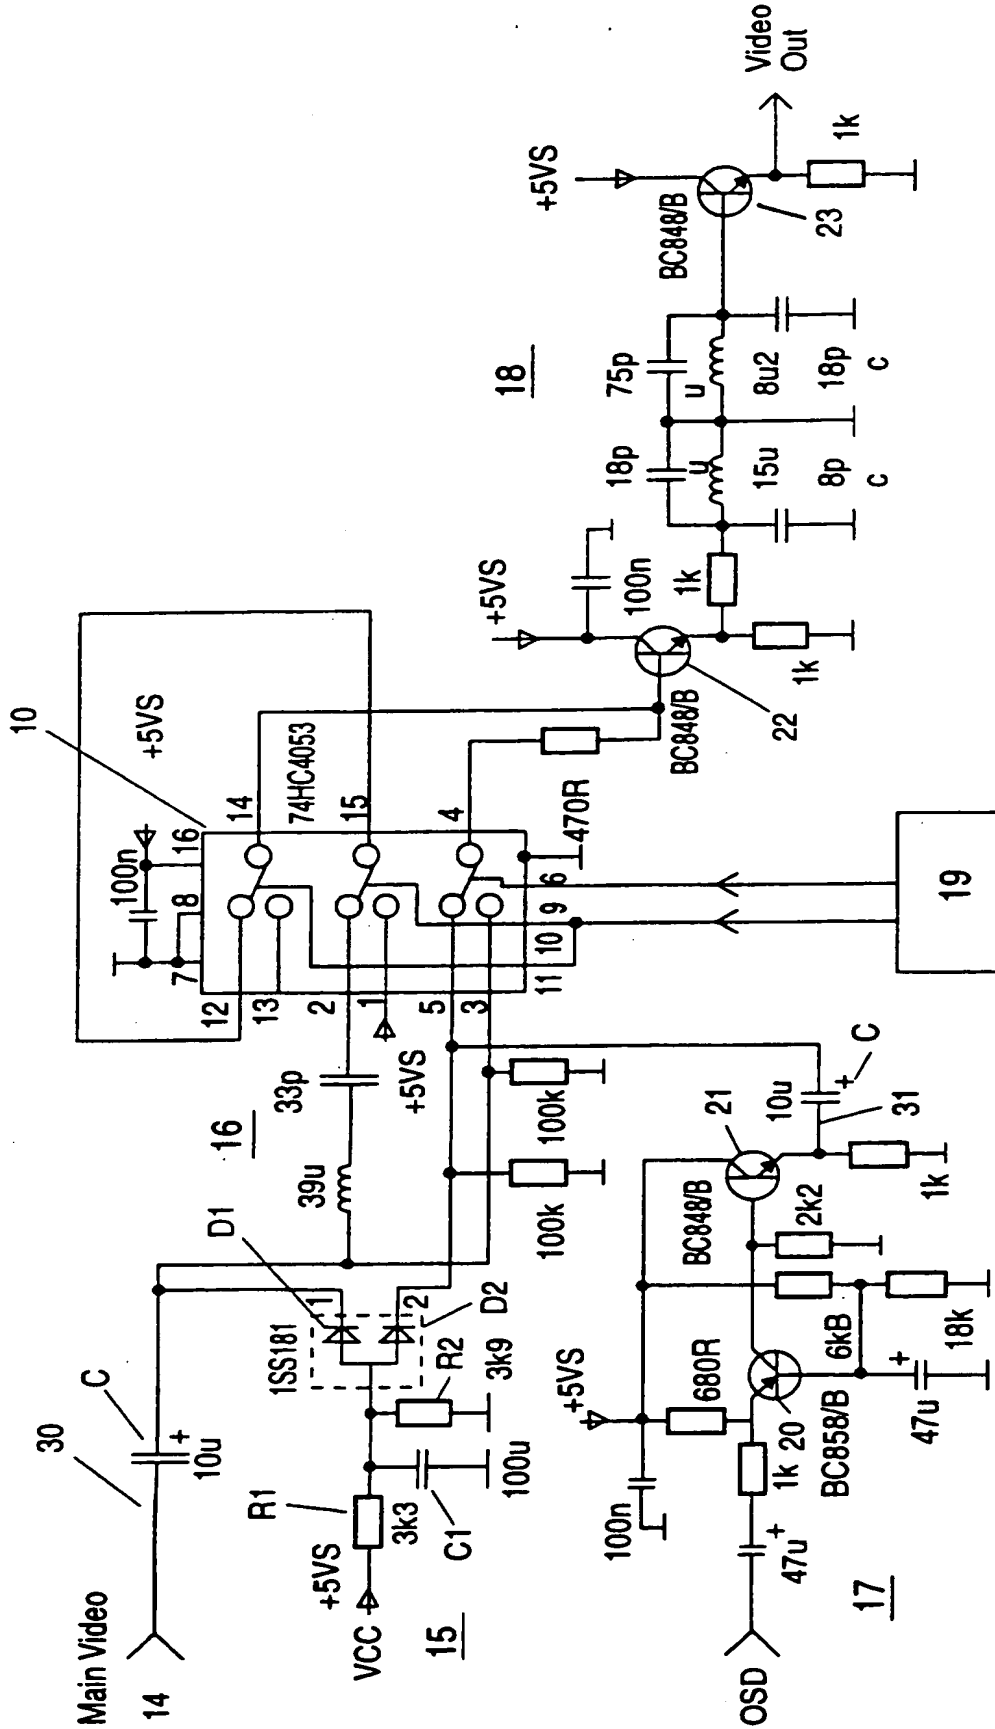 Main Video
14
30
C
+
10u
D1
16
39u
33p
12
13
2
1
+5VS
5
3
7
8
100n
16
+5VS
10
14
74HC4053
15
4
470R
6
9
10
11
19
R1
+5VS
VCC
3k3
15
C1
100u
1SS181
1
2
D2
R2
3k9
100k
100k
OSD
17
47u
+
100n
+5VS
1k
680R
20
BC858/B
47u
+
6kB
18k
2k2
BC848/B
21
10u
+
C
31
1k
BC848/B
22
+5VS
100n
1k
1k
18
18p
u
15u
8p
c
75p
u
8u2
18p
c
BC848/B
+5VS
23
1k
Video
Out